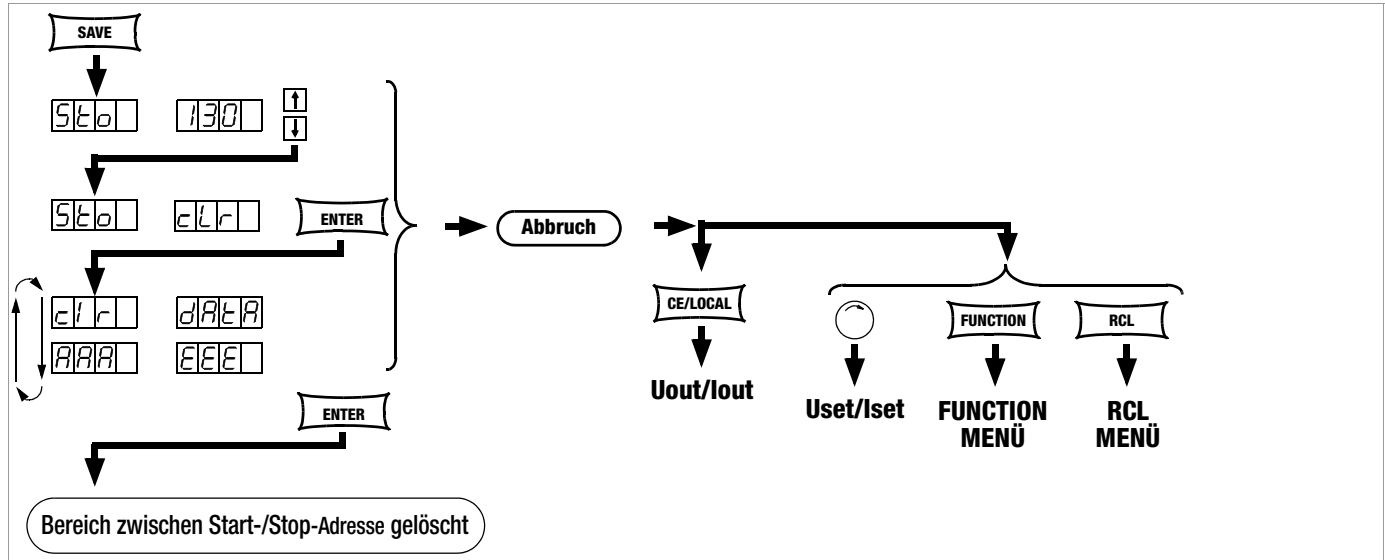 SAVE
Sto 130
Sto cLr ENTER
cLr dAtA
AAA EEE
ENTER
Bereich zwischen Start-/Stop-Adresse gelöscht
Abbruch
CE/LOCAL
Uout/Iout
Uset/Iset
FUNCTION
FUNCTION
MENÜ
RCL
RCL
MENÜ